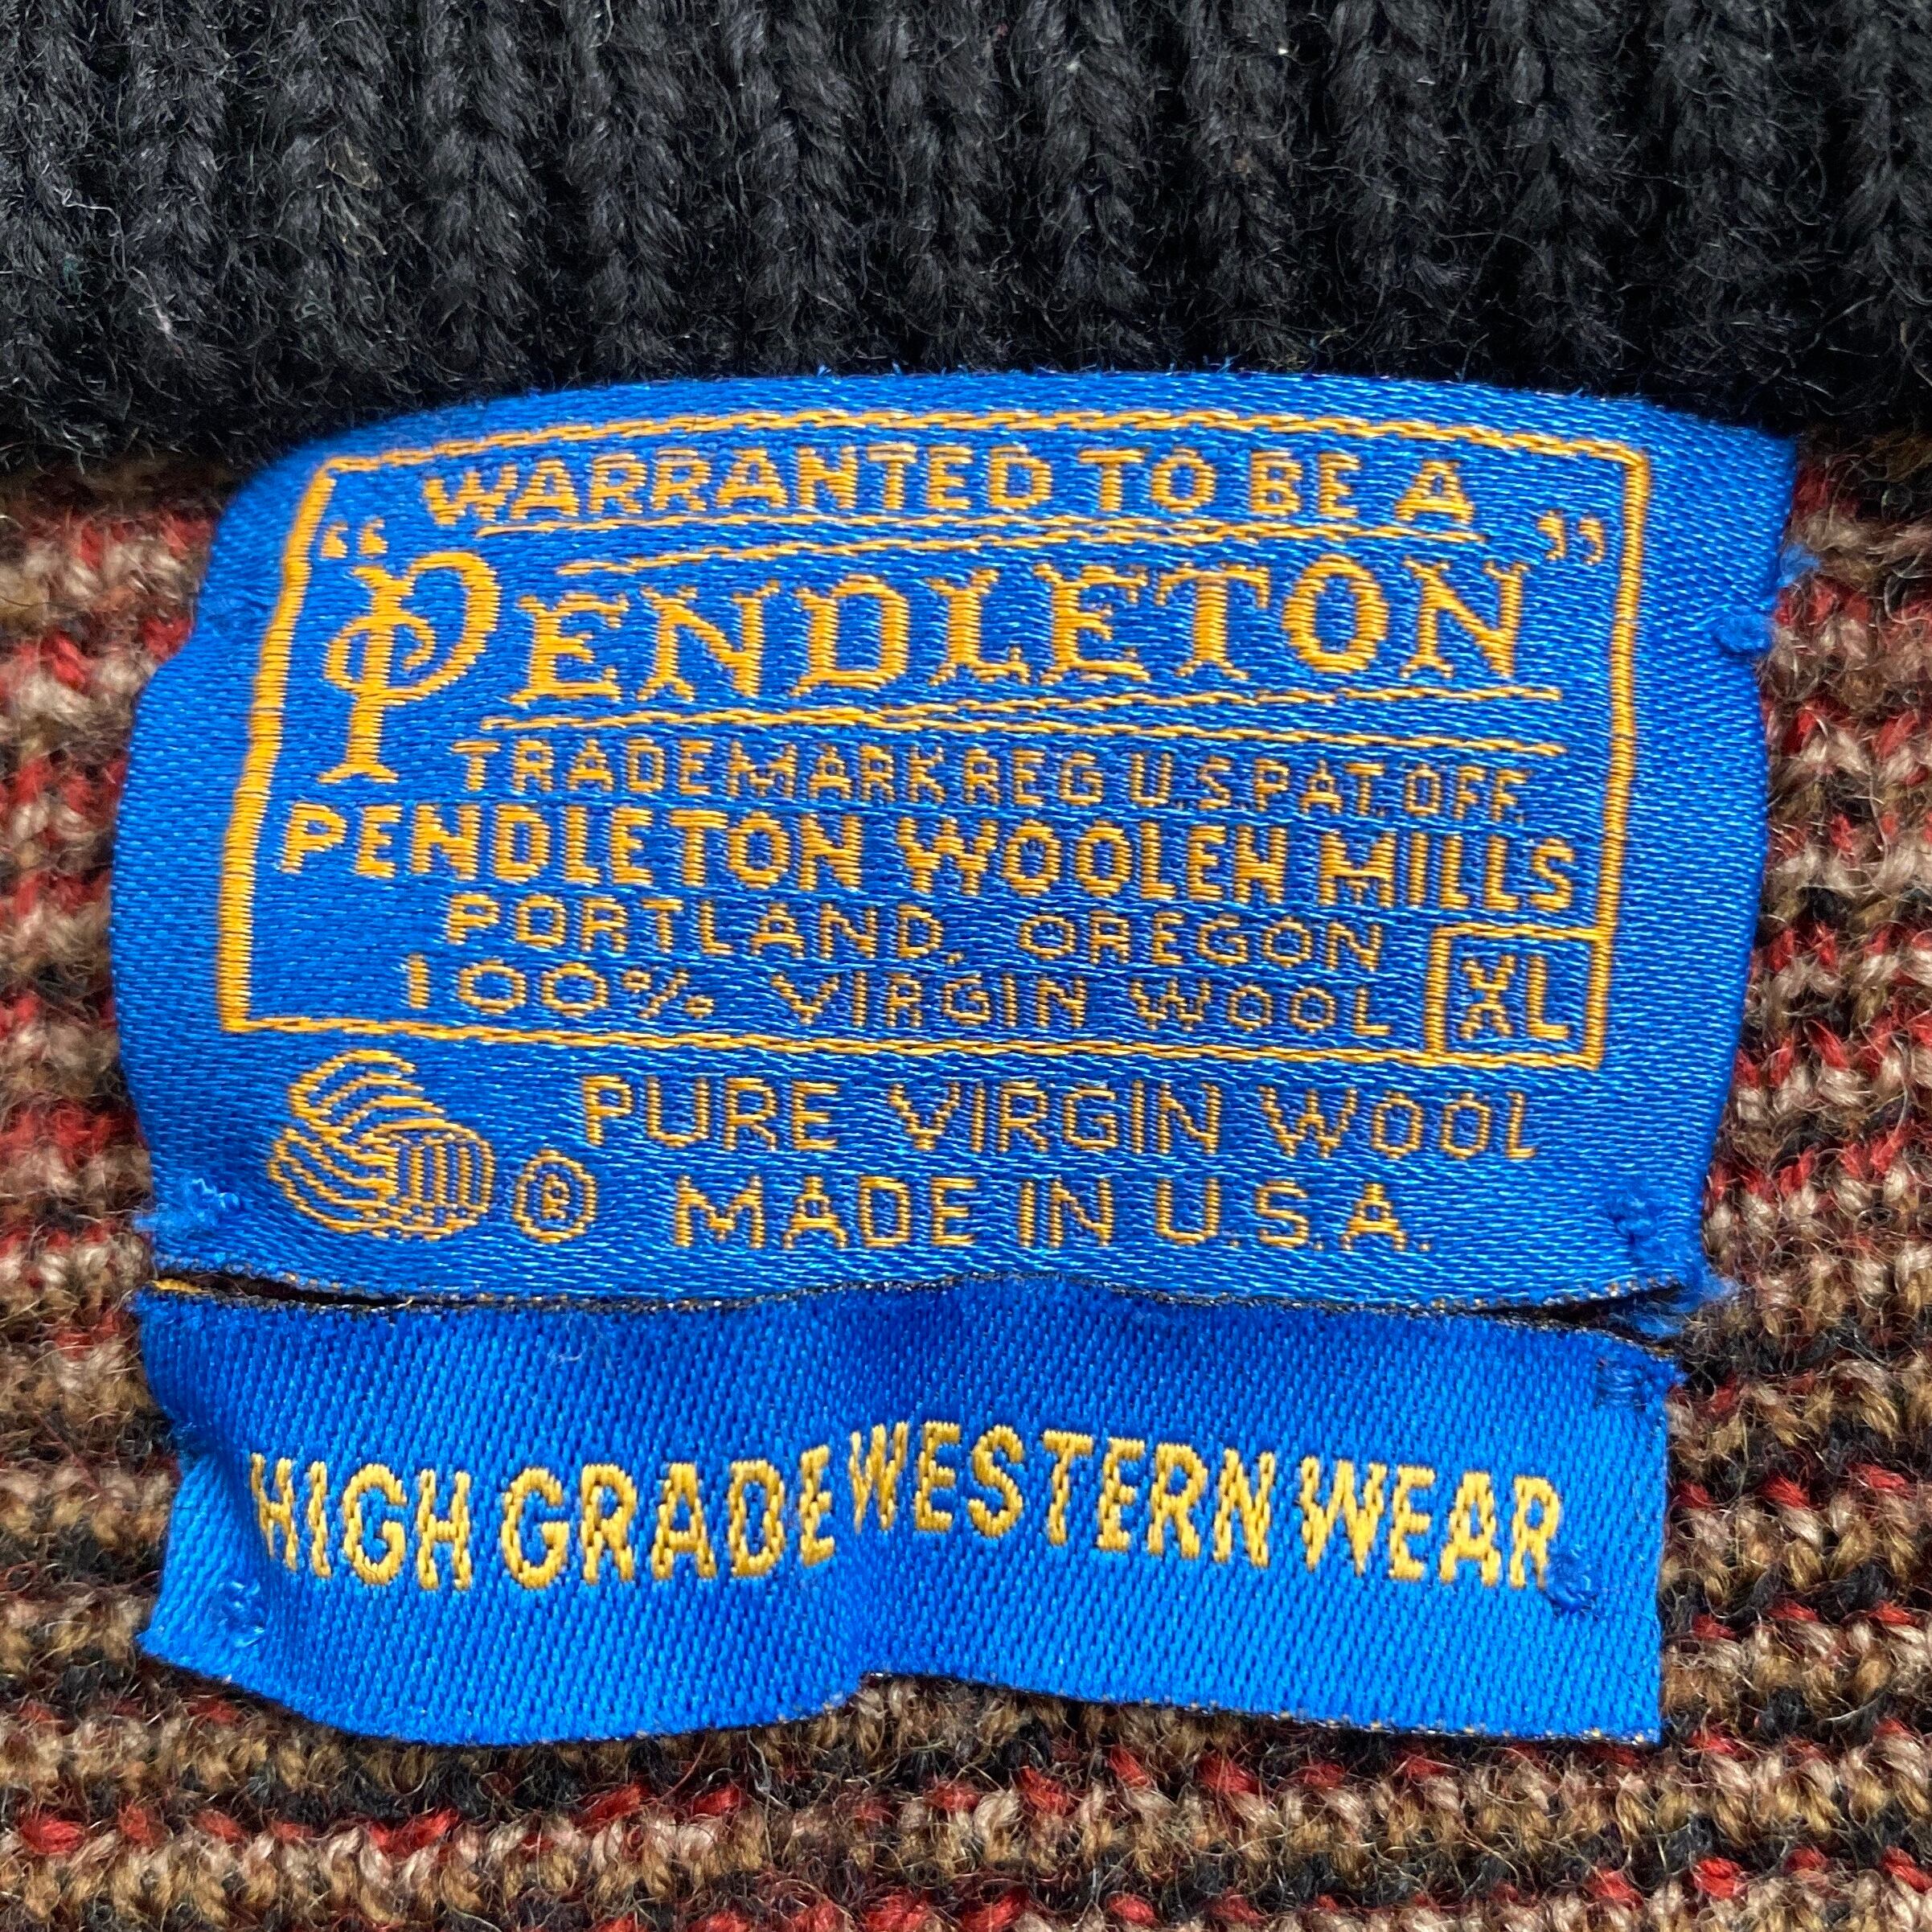 WARRANTED TO BE A
“PENDLETON”
TRADEMARK REG U.S. PAT. OFF.
PENDLETON WOOLEN MILLS
PORTLAND, OREGON
100% VIRGIN WOOL XL
® PURE VIRGIN WOOL
MADE IN U.S.A.
HIGH GRADE WESTERN WEAR